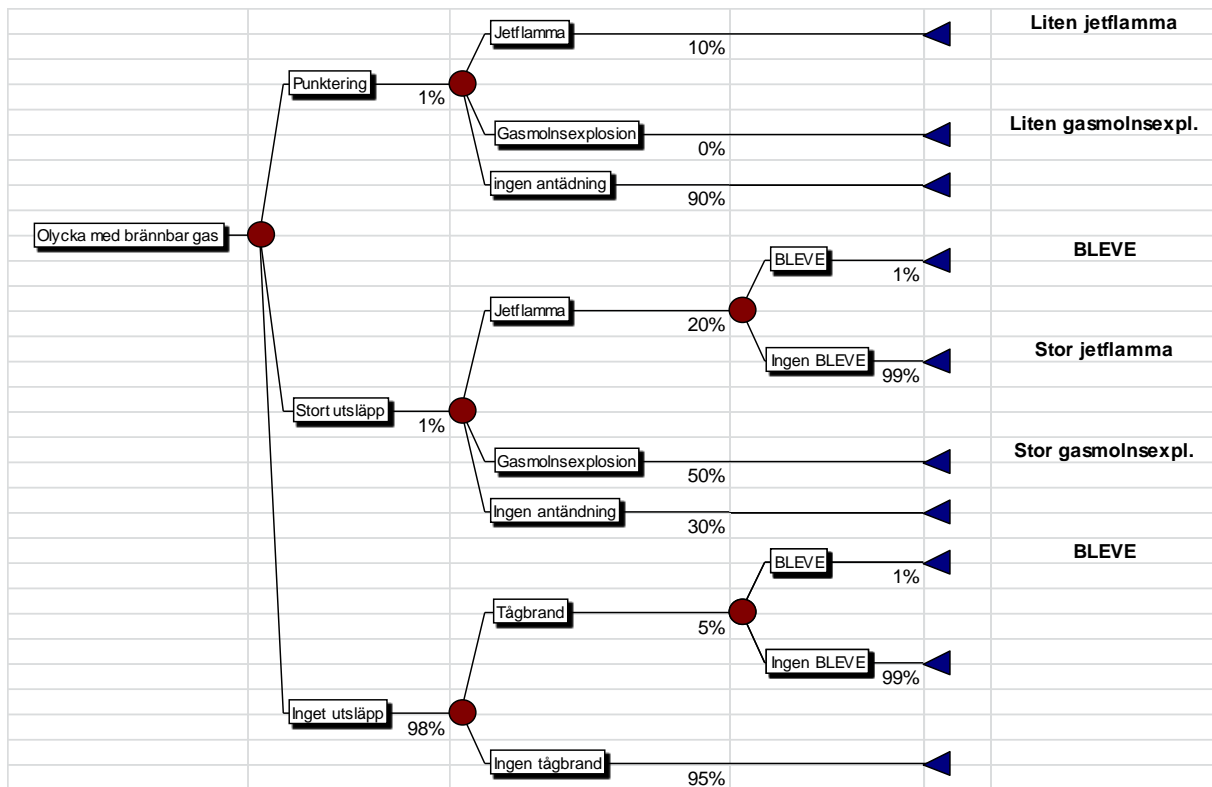 Jetflamma
10%
Liten jetflamma
Punktering
1%
Gasmolnsexplosion
0%
Liten gasmolnsexpl.
ingen antädning
90%
Olycka med brännbar gas
BLEVE
1%
BLEVE
Jetflamma
20%
Ingen BLEVE
99%
Stor jetflamma
Stort utsläpp
1%
Gasmolnsexplosion
50%
Stor gasmolnsexpl.
Ingen antändning
30%
BLEVE
1%
BLEVE
Tågbrand
5%
Ingen BLEVE
99%
Inget utsläpp
98%
Ingen tågbrand
95%